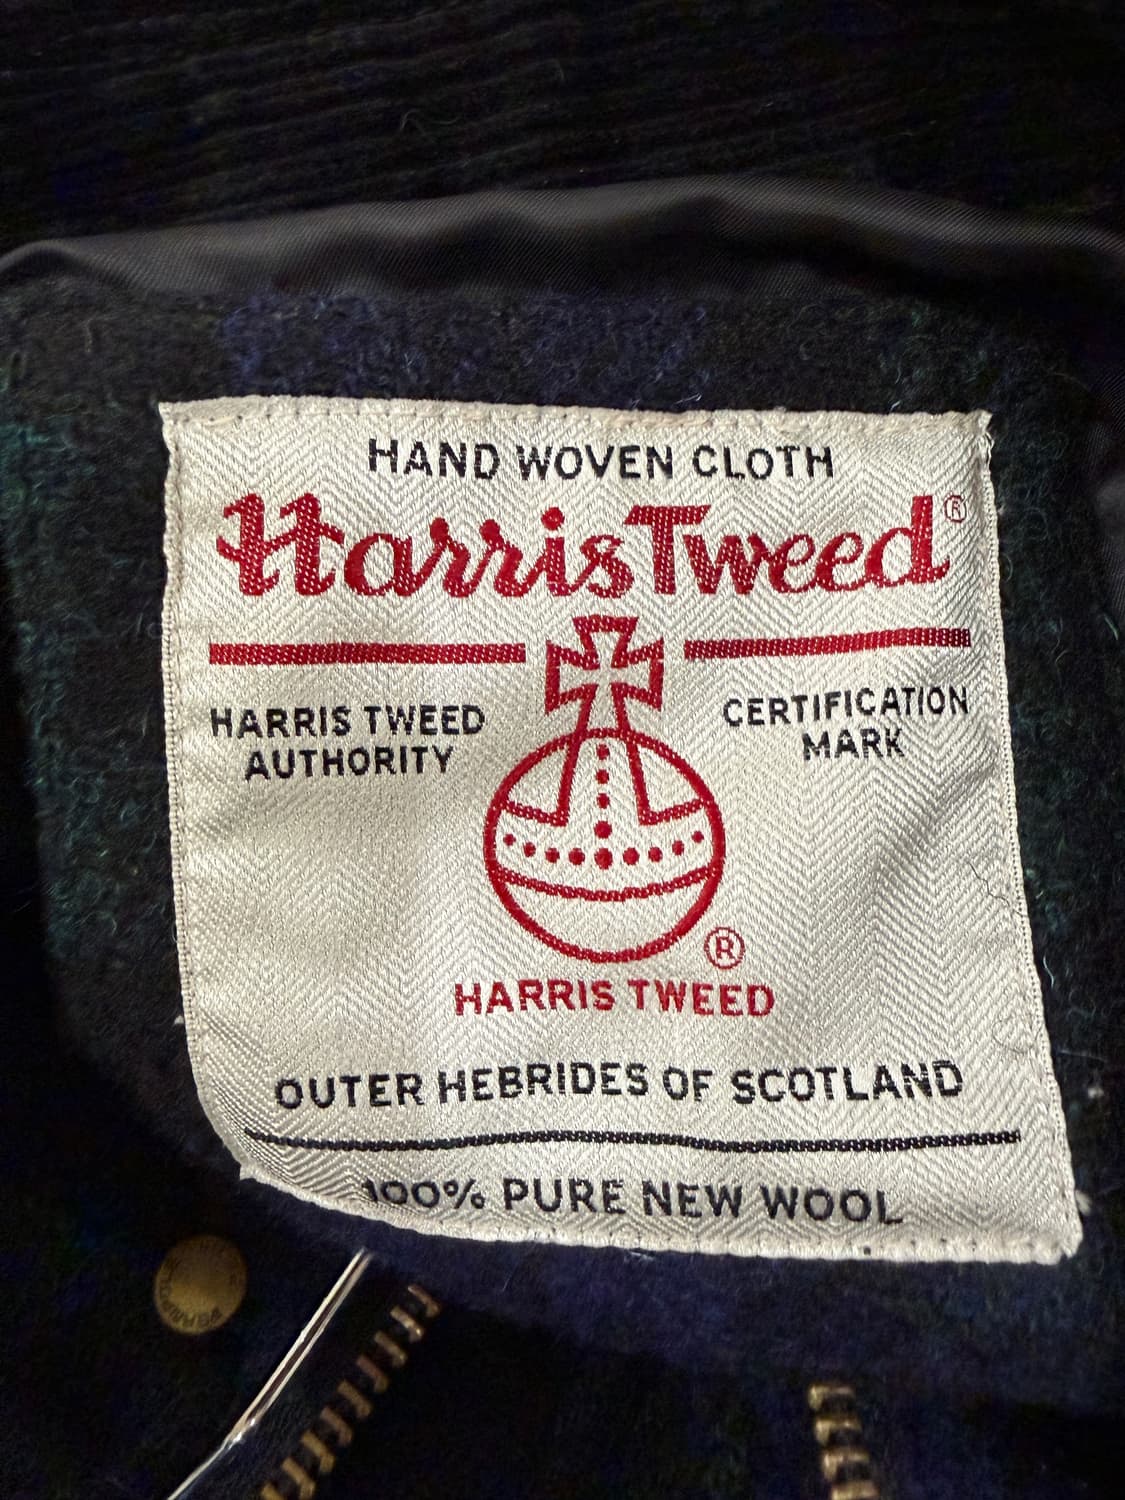 HAND WOVEN CLOTH
Harris Tweed®
HARRIS TWEED
AUTHORITY
CERTIFICATION
MARK
®
HARRIS TWEED
OUTER HEBRIDES OF SCOTLAND
100% PURE NEW WOOL